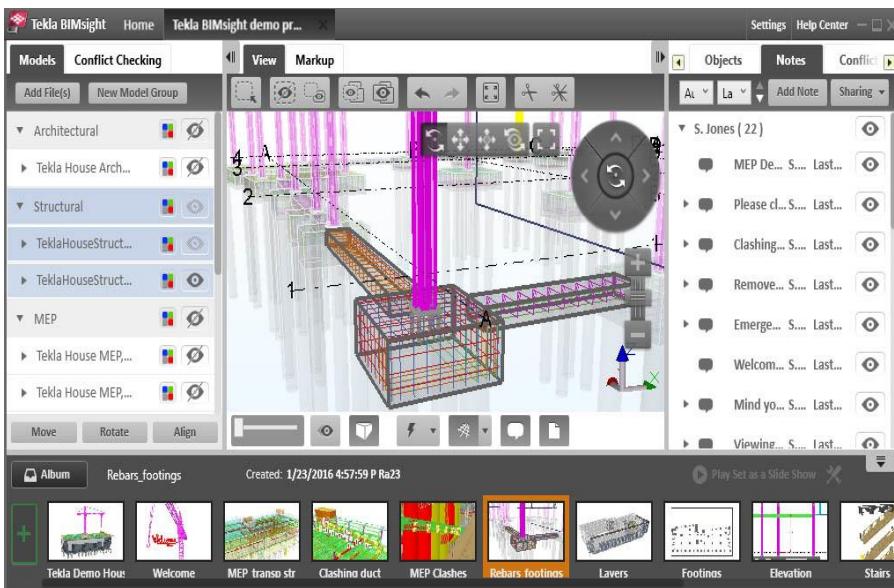 Tekla BIMsight Home Tekla BIMsight demo pr... Settings Help Center
Models Conflict Checking View Markup Objects Notes Conflict
Add File(s) New Model Group Add Note Sharing
Architectural
Tekla House Arch...
Structural
TeklaHouseStruct...
TeklaHouseStruct...
MEP
Tekla House MEP,...
Tekla House MEP,...
Move Rotate Align
4
3
2
1
A
A
S. Jones ( 22 )
MEP De... S.... Last...
Please cl... S.... Last...
Clashing... S.... Last...
Remove... S.... Last...
Emerge... S.... Last...
Welcom... S.... Last...
Mind yo... S.... Last...
Viewing... S.... Last...
Album Rebars_footings Created: 1/23/2016 4:57:59 P Ra23 Play Set as a Slide Show
Tekla Demo Hous Welcome MEP transp str Clashing duct MEP Clashes Rebars_footings Layers Footings Elevation Stairs